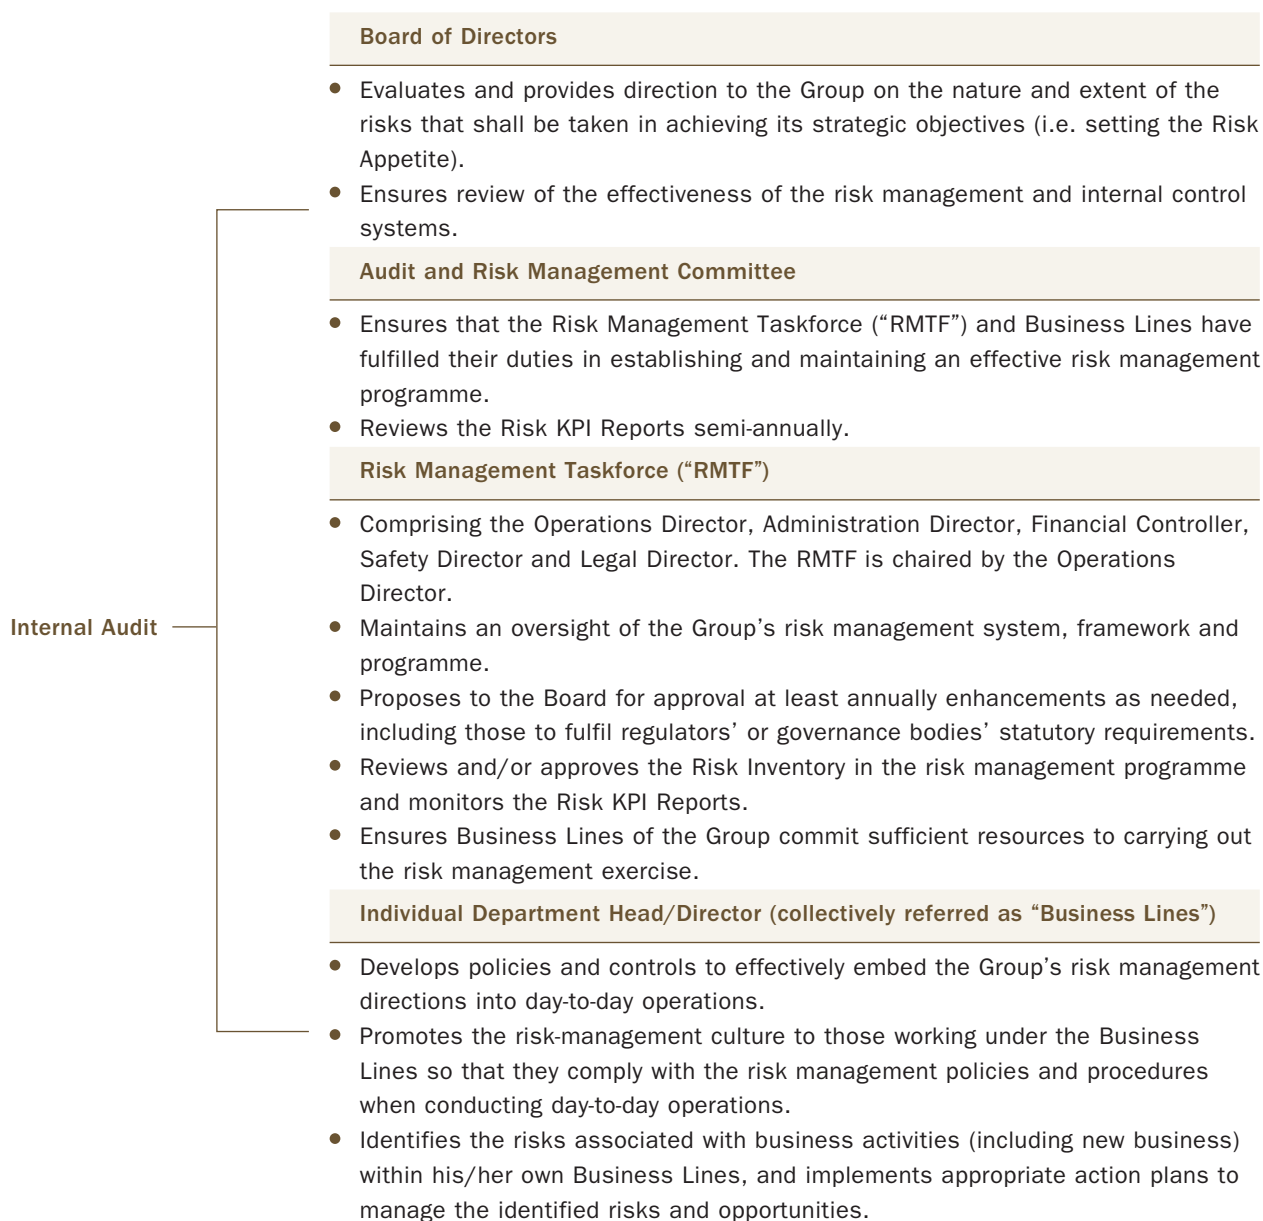 Board of Directors
• Evaluates and provides direction to the Group on the nature and extent of the
risks that shall be taken in achieving its strategic objectives (i.e. setting the Risk
Appetite).
• Ensures review of the effectiveness of the risk management and internal control
systems.
Audit and Risk Management Committee
• Ensures that the Risk Management Taskforce (“RMTF”) and Business Lines have
fulfilled their duties in establishing and maintaining an effective risk management
programme.
• Reviews the Risk KPI Reports semi-annually.
Risk Management Taskforce (“RMTF”)
• Comprising the Operations Director, Administration Director, Financial Controller,
Safety Director and Legal Director. The RMTF is chaired by the Operations
Director.
Internal Audit
• Maintains an oversight of the Group’s risk management system, framework and
programme.
• Proposes to the Board for approval at least annually enhancements as needed,
including those to fulfil regulators’ or governance bodies’ statutory requirements.
• Reviews and/or approves the Risk Inventory in the risk management programme
and monitors the Risk KPI Reports.
• Ensures Business Lines of the Group commit sufficient resources to carrying out
the risk management exercise.
Individual Department Head/Director (collectively referred as “Business Lines”)
• Develops policies and controls to effectively embed the Group’s risk management
directions into day-to-day operations.
• Promotes the risk-management culture to those working under the Business
Lines so that they comply with the risk management policies and procedures
when conducting day-to-day operations.
• Identifies the risks associated with business activities (including new business)
within his/her own Business Lines, and implements appropriate action plans to
manage the identified risks and opportunities.